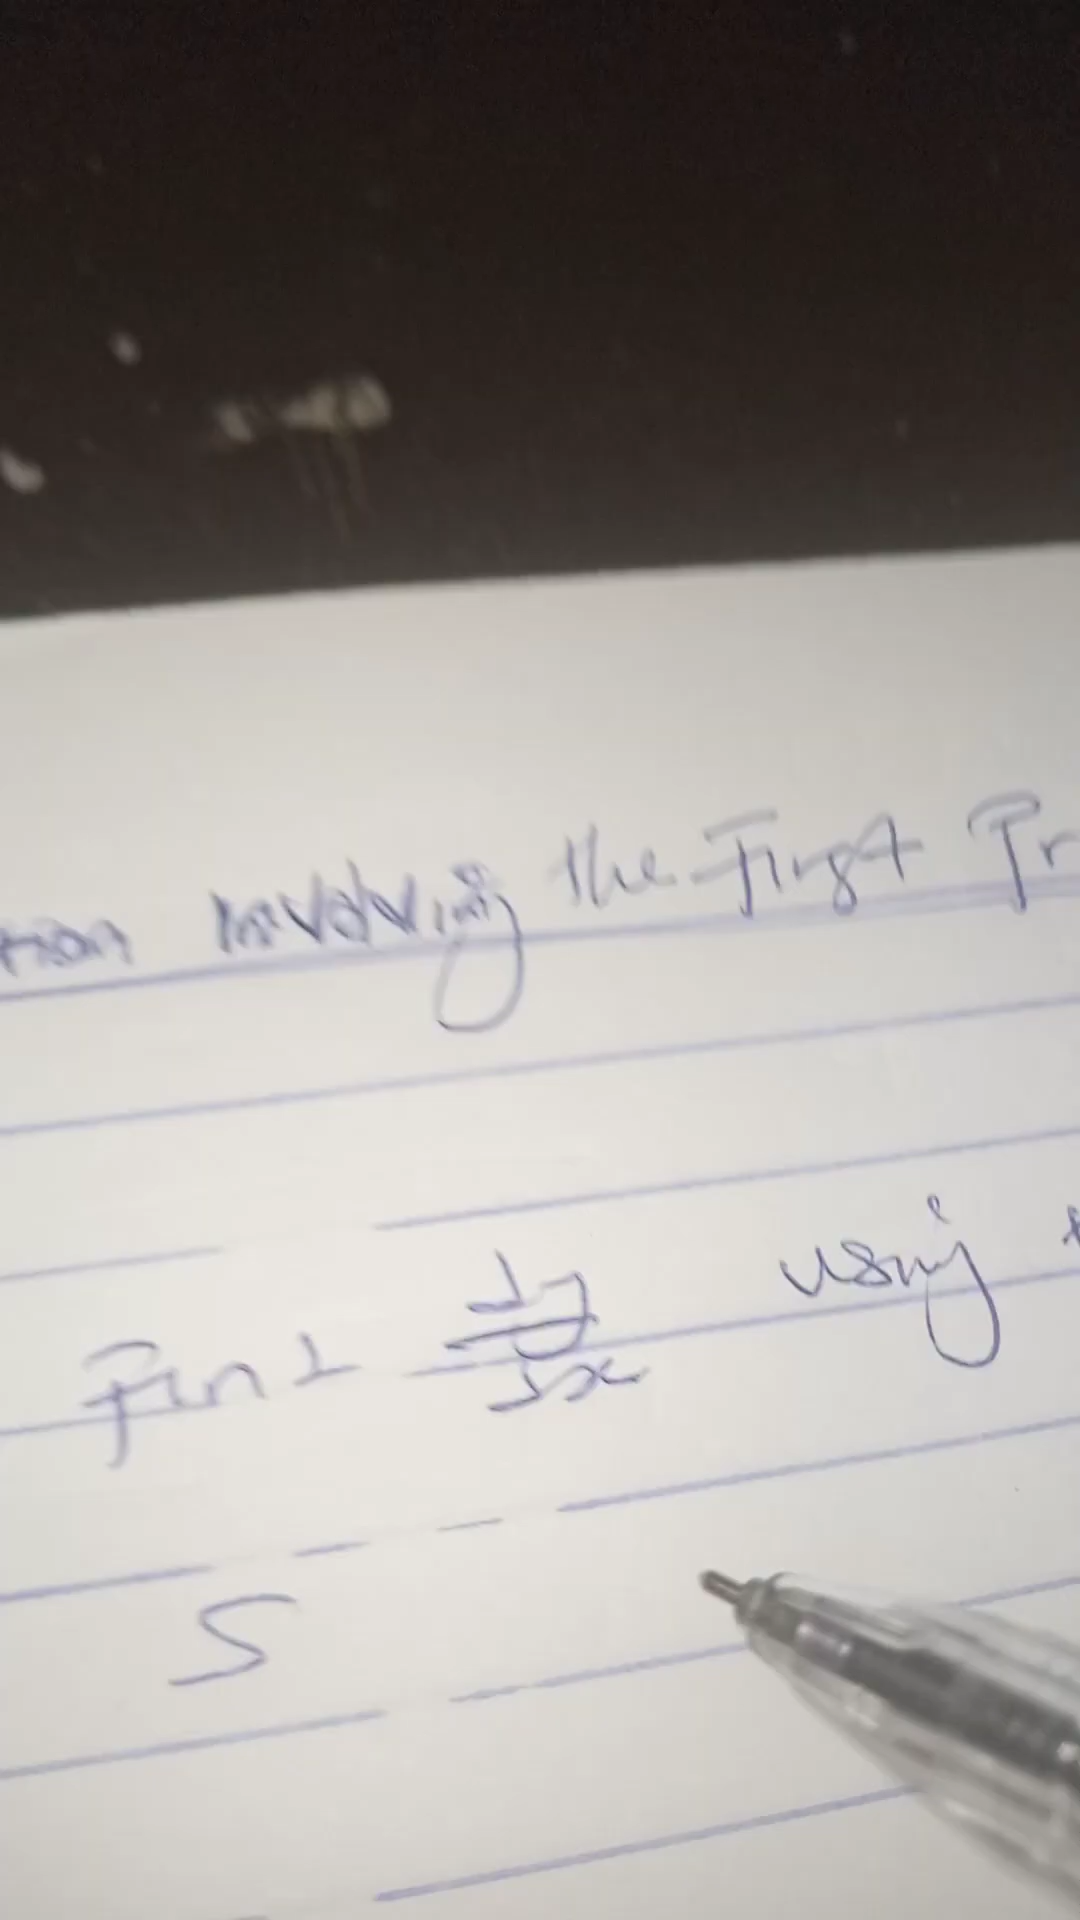 tion involving the First Pr
Find dy/dx using t
S